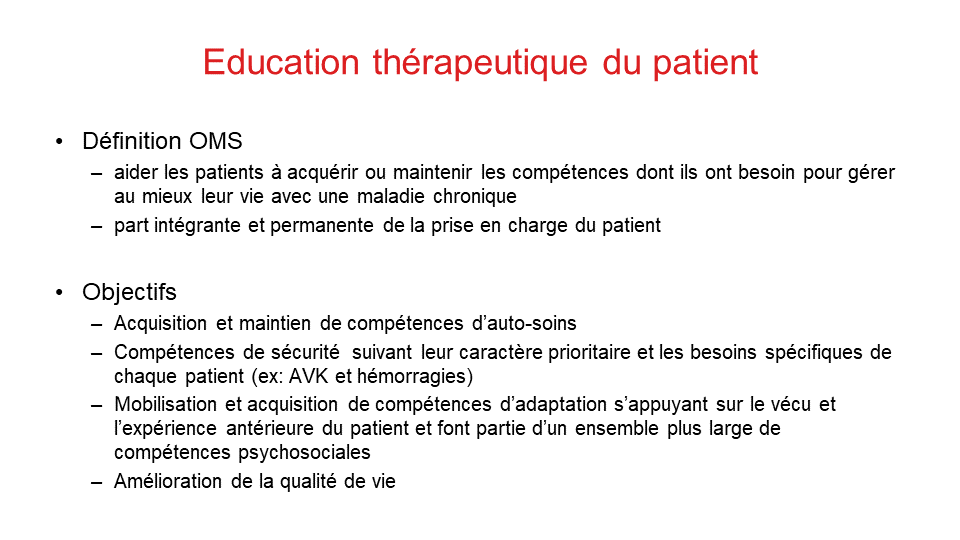 Education thérapeutique du patient
• Définition OMS
– aider les patients à acquérir ou maintenir les compétences dont ils ont besoin pour gérer
au mieux leur vie avec une maladie chronique
– part intégrante et permanente de la prise en charge du patient
• Objectifs
– Acquisition et maintien de compétences d’auto-soins
– Compétences de sécurité suivant leur caractère prioritaire et les besoins spécifiques de
chaque patient (ex: AVK et hémorragies)
– Mobilisation et acquisition de compétences d’adaptation s’appuyant sur le vécu et
l’expérience antérieure du patient et font partie d’un ensemble plus large de
compétences psychosociales
– Amélioration de la qualité de vie